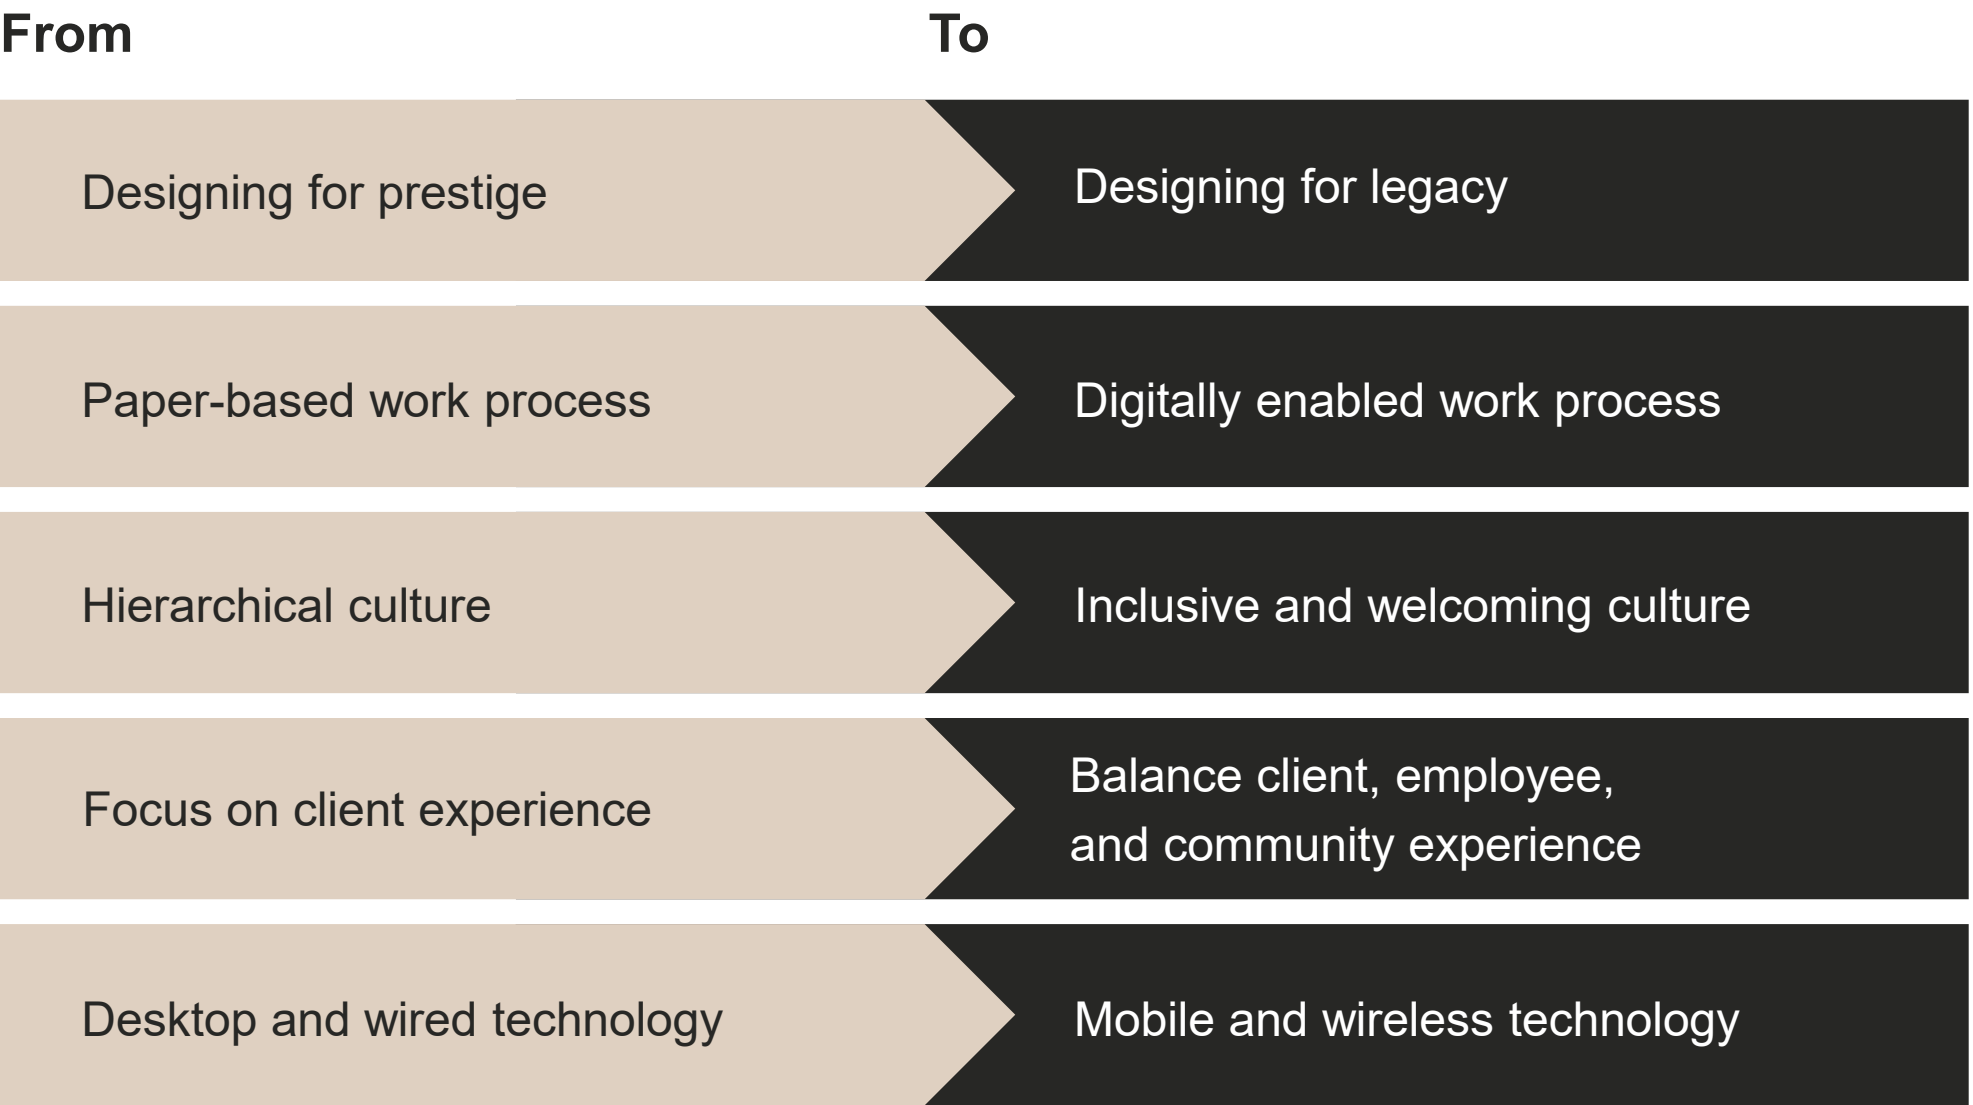 From
To
Designing for prestige
Designing for legacy
Paper-based work process
Digitally enabled work process
Hierarchical culture
Inclusive and welcoming culture
Focus on client experience
Balance client, employee,
and community experience
Desktop and wired technology
Mobile and wireless technology